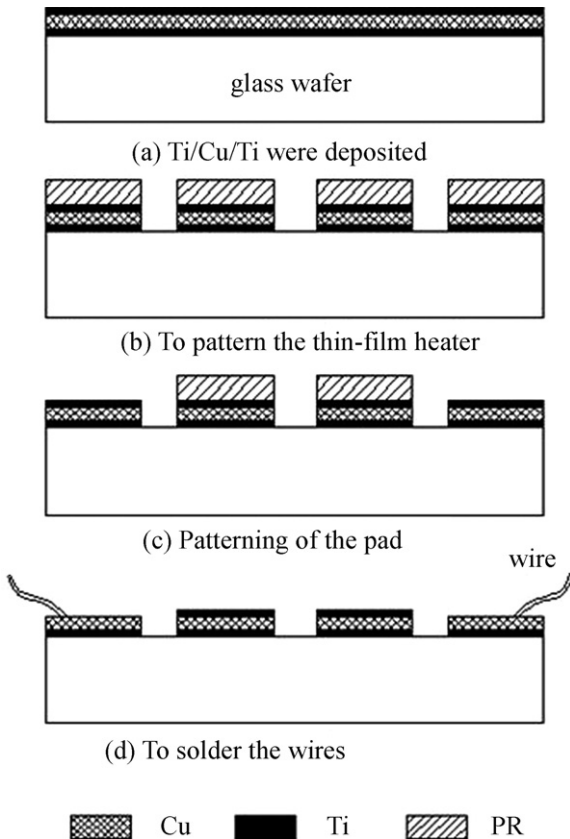 glass wafer
(a) Ti/Cu/Ti were deposited
(b) To pattern the thin-film heater
(c) Patterning of the pad
wire
(d) To solder the wires
Cu Ti PR